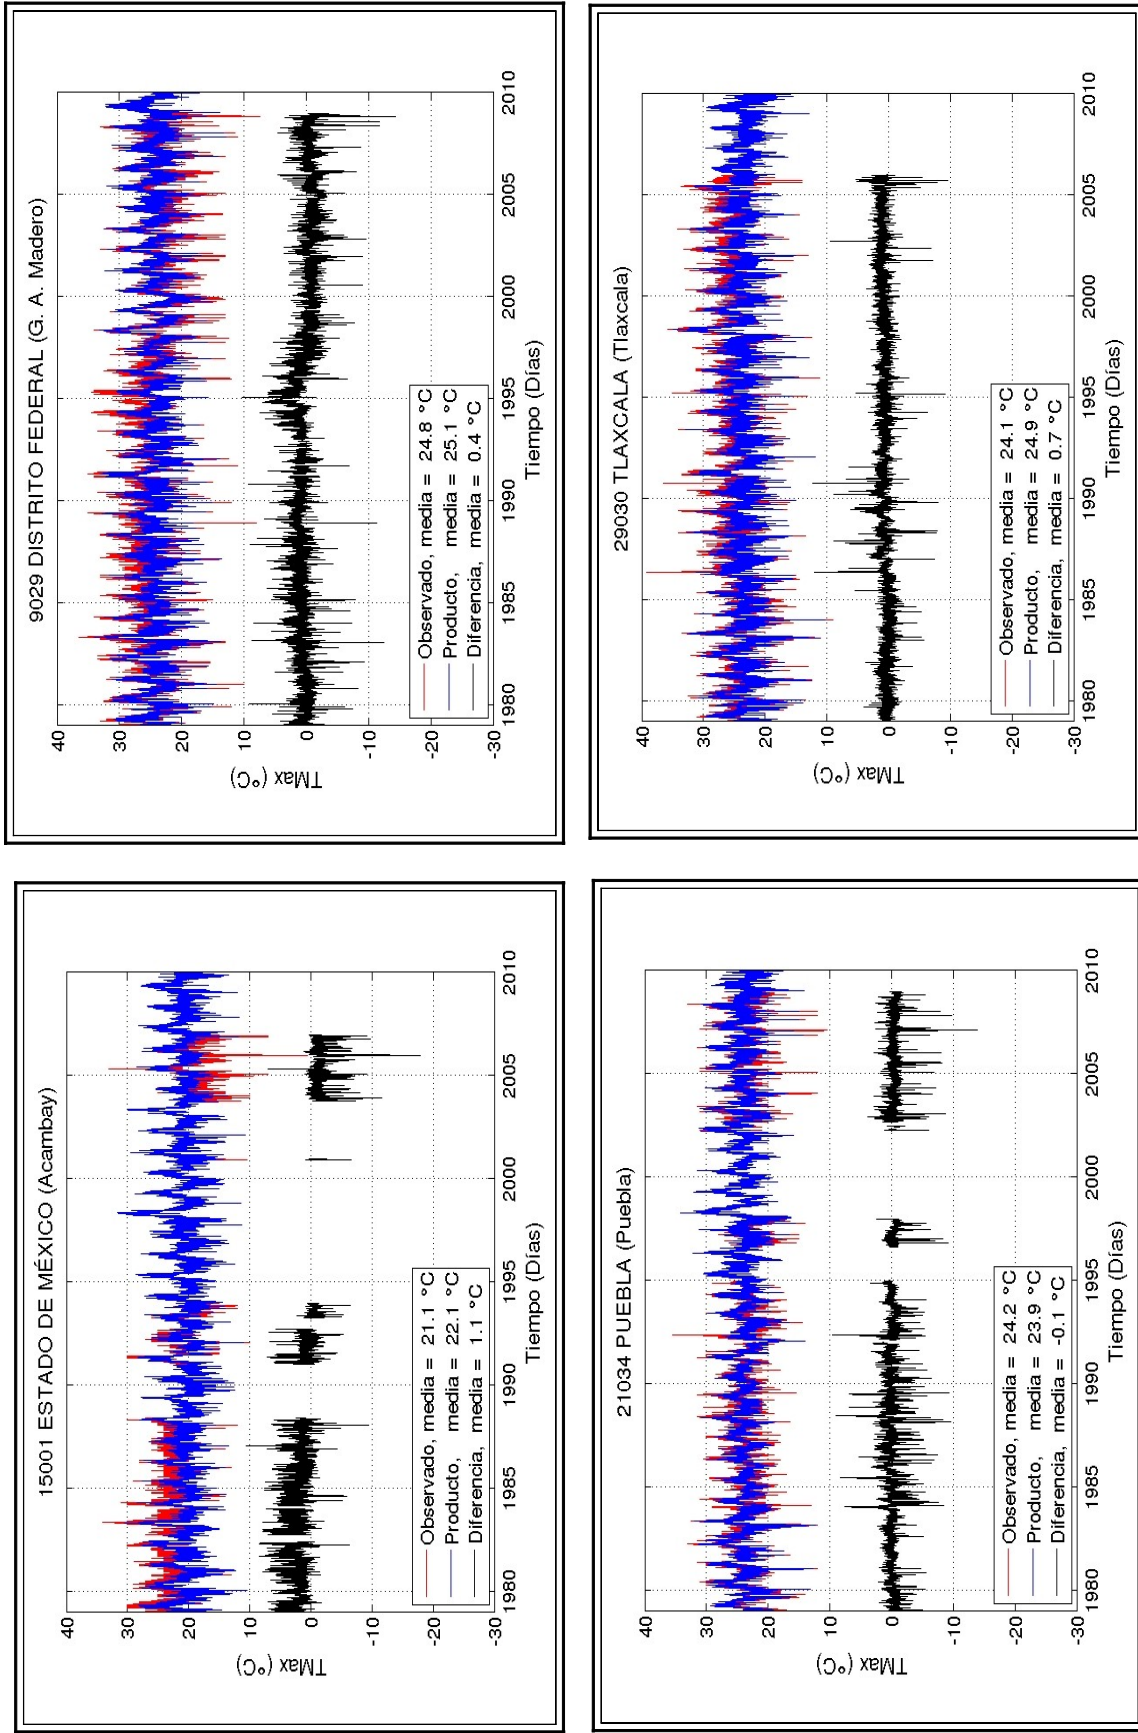 15001 ESTADO DE MÉXICO (Acambay)
TMax (°C)
40
30
20
10
0
-10
-20
-30
1980
1985
1990
1995
2000
2005
2010
Tiempo (Días)
Observado, media = 21.1 °C
Producto, media = 22.1 °C
Diferencia, media = 1.1 °C
9029 DISTRITO FEDERAL (G. A. Madero)
TMax (°C)
40
30
20
10
0
-10
-20
-30
1980
1985
1990
1995
2000
2005
2010
Tiempo (Días)
Observado, media = 24.8 °C
Producto, media = 25.1 °C
Diferencia, media = 0.4 °C
21034 PUEBLA (Puebla)
TMax (°C)
40
30
20
10
0
-10
-20
-30
1980
1985
1990
1995
2000
2005
2010
Tiempo (Días)
Observado, media = 24.2 °C
Producto, media = 23.9 °C
Diferencia, media = -0.1 °C
29030 TLAXCALA (Tlaxcala)
TMax (°C)
40
30
20
10
0
-10
-20
-30
1980
1985
1990
1995
2000
2005
2010
Tiempo (Días)
Observado, media = 24.1 °C
Producto, media = 24.9 °C
Diferencia, media = 0.7 °C